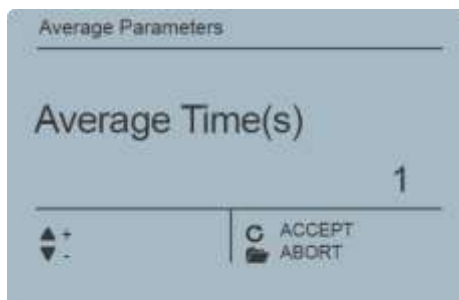 Average Parameters
Average Time(s)
1
+
-
ACCEPT
ABORT